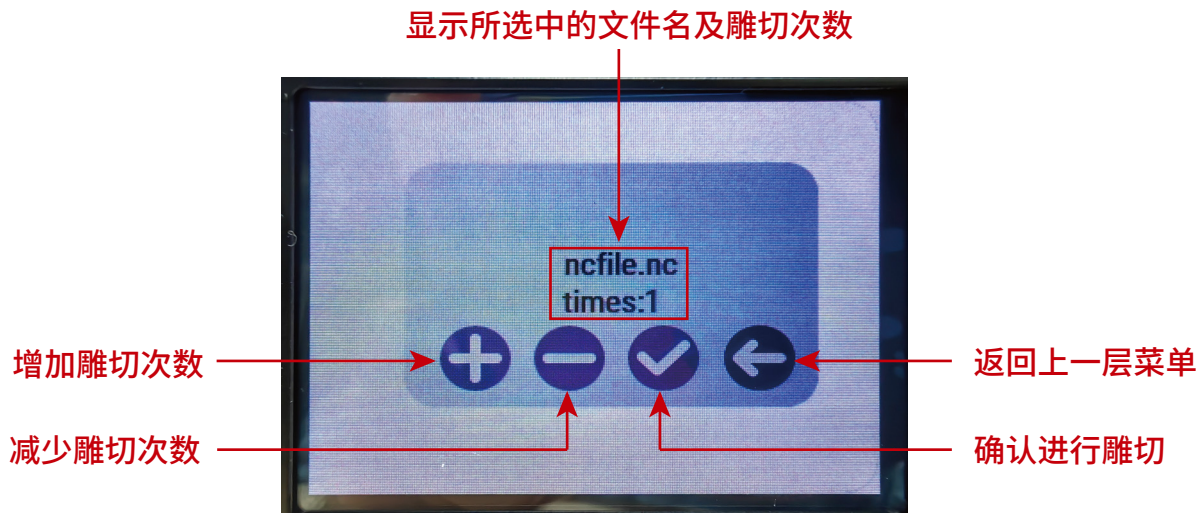 显示所选中的文件名及雕切次数
ncfile.nc
times:1
增加雕切次数
返回上一层菜单
减少雕切次数
确认进行雕切